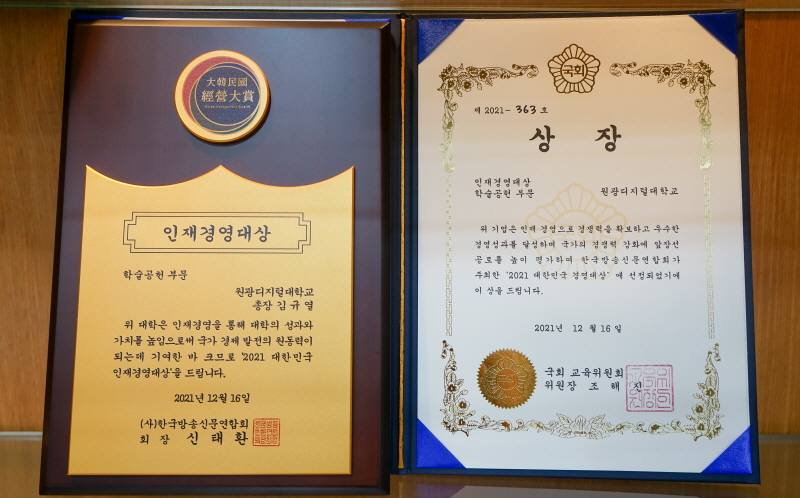 大韓民國
經營大賞
인재경영대상
학술공헌 부문
원광디지털대학교
총장 김규열
위 대학은 인재경영을 통해 대학의 성과와
가치를 높임으로써 국가 경제 발전의 원동력이
되는데 기여한 바 크므로 '2021 대한민국
인재경영대상'을 드립니다.
2021년 12월 16일
(사)한국방송신문연합회
회 장 신태환
국회
제 2021- 363 호
상 장
인재경영대상
학술공헌 부문
원광디지털대학교
위 기업은 인재 경영으로 경쟁력을 확보하고 우수한
경영성과를 달성하며 국가의 경쟁력 강화에 앞장선
공로를 높이 평가하여 한국방송신문연합회가
주최한 '2021 대한민국 경영대상' 에 선정되었기에
이 상을 드립니다.
2021년 12 월 16 일
국회 교육위원회
위원장 조 해 진